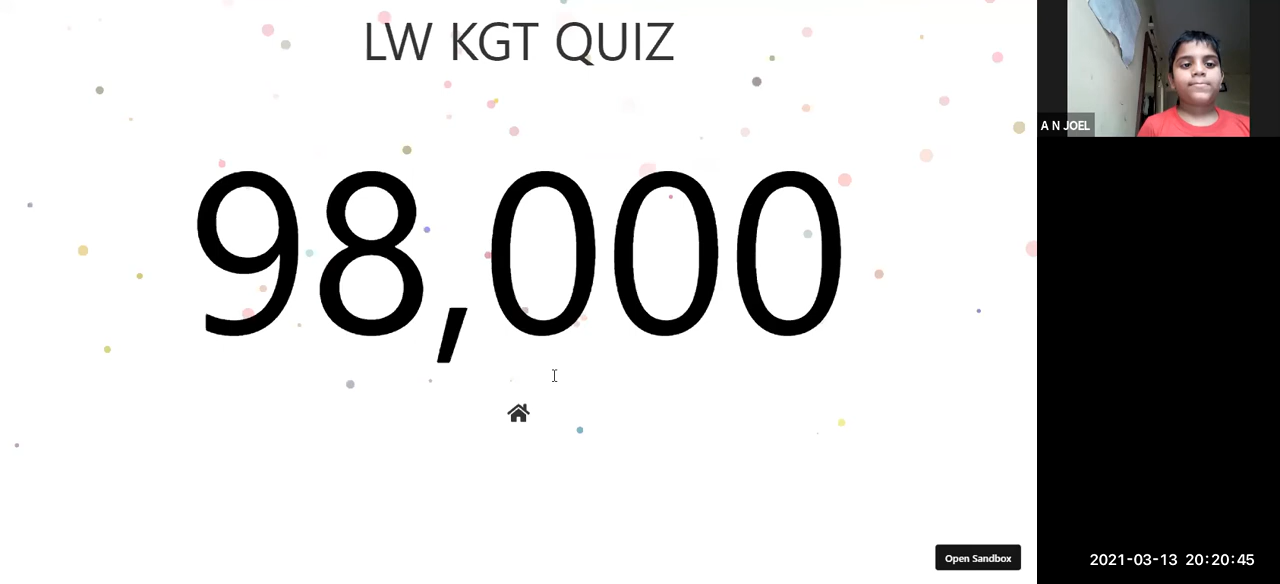 LW KGT QUIZ
98,000
A N JOEL
Open Sandbox
2021-03-13 20:20:45